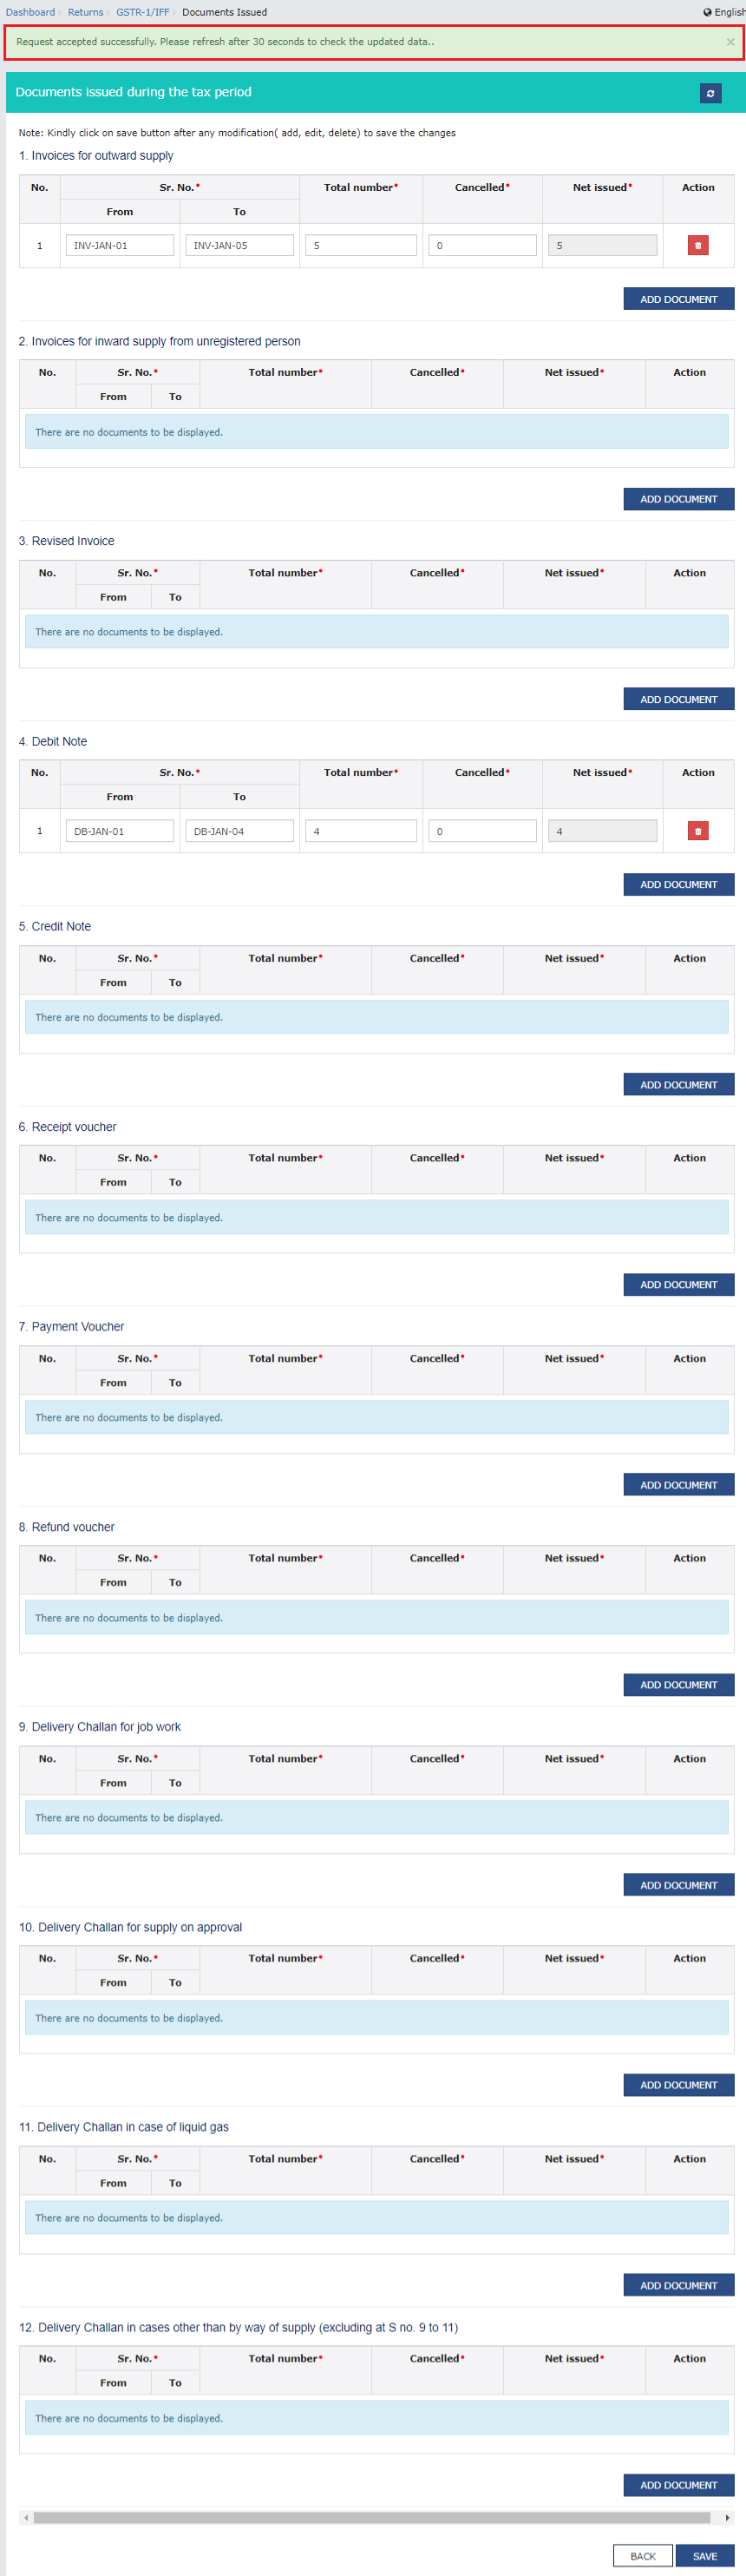 Dashboard › Returns › GSTR-1/IFF › Documents Issued English
Request accepted successfully. Please refresh after 30 seconds to check the updated data.. ×
Documents issued during the tax period
Note: Kindly click on save button after any modification( add, edit, delete) to save the changes
1. Invoices for outward supply
No. Sr. No.* Total number* Cancelled* Net issued* Action
From To
1 INV-JAN-01 INV-JAN-05 5 0 5
ADD DOCUMENT
2. Invoices for inward supply from unregistered person
No. Sr. No.* Total number* Cancelled* Net issued* Action
From To
There are no documents to be displayed.
ADD DOCUMENT
3. Revised Invoice
No. Sr. No.* Total number* Cancelled* Net issued* Action
From To
There are no documents to be displayed.
ADD DOCUMENT
4. Debit Note
No. Sr. No.* Total number* Cancelled* Net issued* Action
From To
1 DB-JAN-01 DB-JAN-04 4 0 4
ADD DOCUMENT
5. Credit Note
No. Sr. No.* Total number* Cancelled* Net issued* Action
From To
There are no documents to be displayed.
ADD DOCUMENT
6. Receipt voucher
No. Sr. No.* Total number* Cancelled* Net issued* Action
From To
There are no documents to be displayed.
ADD DOCUMENT
7. Payment Voucher
No. Sr. No.* Total number* Cancelled* Net issued* Action
From To
There are no documents to be displayed.
ADD DOCUMENT
8. Refund voucher
No. Sr. No.* Total number* Cancelled* Net issued* Action
From To
There are no documents to be displayed.
ADD DOCUMENT
9. Delivery Challan for job work
No. Sr. No.* Total number* Cancelled* Net issued* Action
From To
There are no documents to be displayed.
ADD DOCUMENT
10. Delivery Challan for supply on approval
No. Sr. No.* Total number* Cancelled* Net issued* Action
From To
There are no documents to be displayed.
ADD DOCUMENT
11. Delivery Challan in case of liquid gas
No. Sr. No.* Total number* Cancelled* Net issued* Action
From To
There are no documents to be displayed.
ADD DOCUMENT
12. Delivery Challan in cases other than by way of supply (excluding at S no. 9 to 11)
No. Sr. No.* Total number* Cancelled* Net issued* Action
From To
There are no documents to be displayed.
ADD DOCUMENT
BACK SAVE